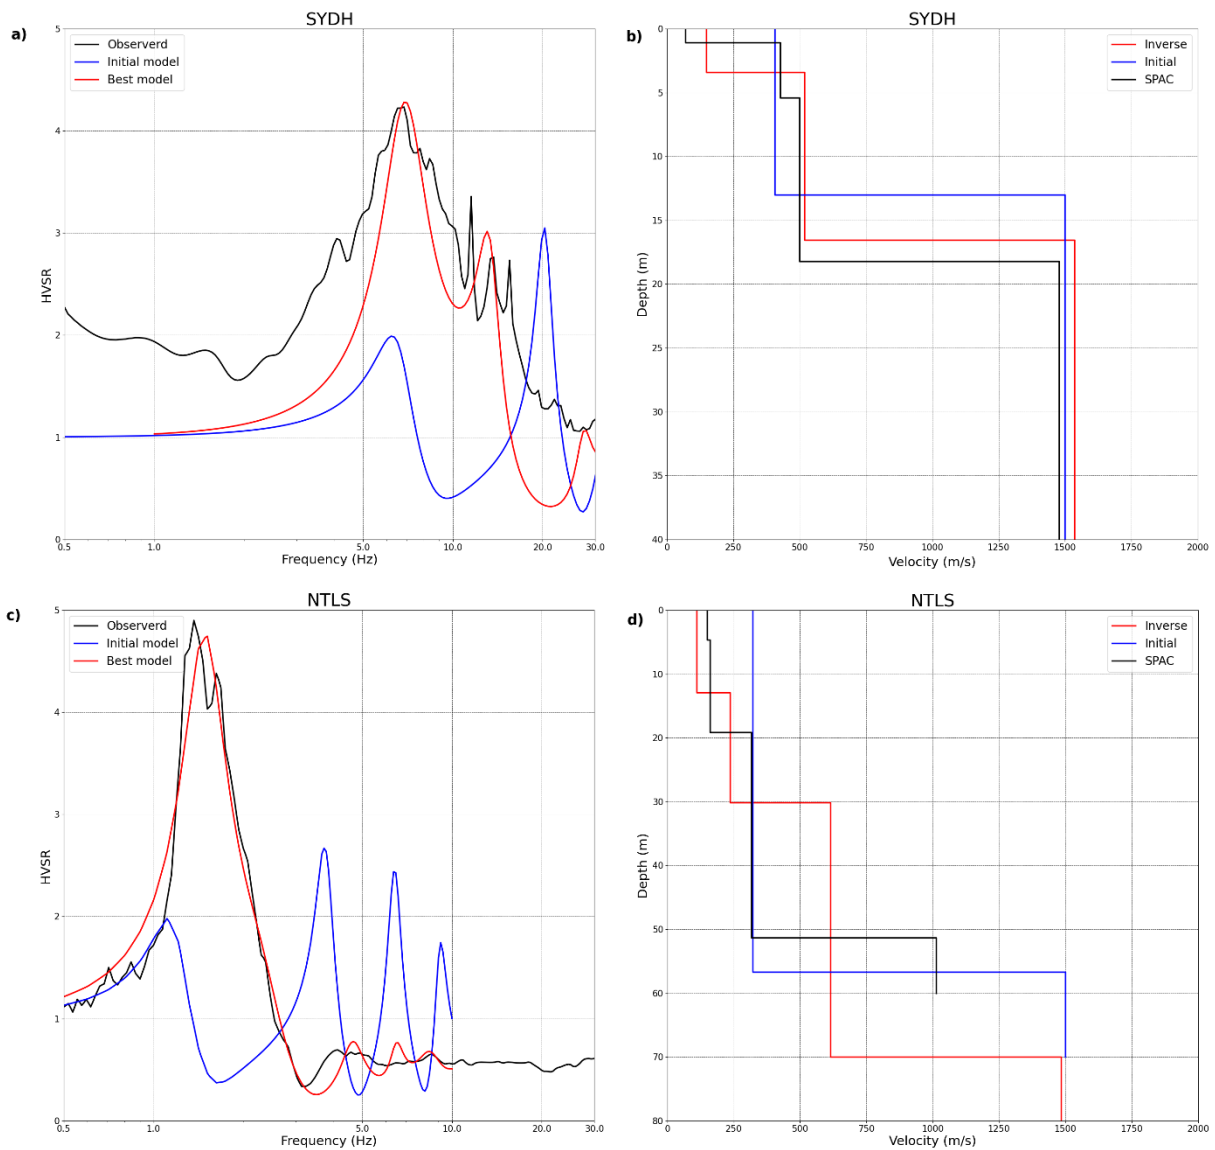 a)
SYDH
Observerd
Initial model
Best model
HVSR
5
4
3
2
1
0
0.5 1.0 5.0 10.0 20.0 30.0
Frequency (Hz)
b)
SYDH
Inverse
Initial
SPAC
Depth (m)
0
5
10
15
20
25
30
35
40
0 250 500 750 1000 1250 1500 1750 2000
Velocity (m/s)
c)
NTLS
Observerd
Initial model
Best model
HVSR
5
4
3
2
1
0
0.5 1.0 5.0 10.0 20.0 30.0
Frequency (Hz)
d)
NTLS
Inverse
Initial
SPAC
Depth (m)
0
10
20
30
40
50
60
70
80
0 250 500 750 1000 1250 1500 1750 2000
Velocity (m/s)